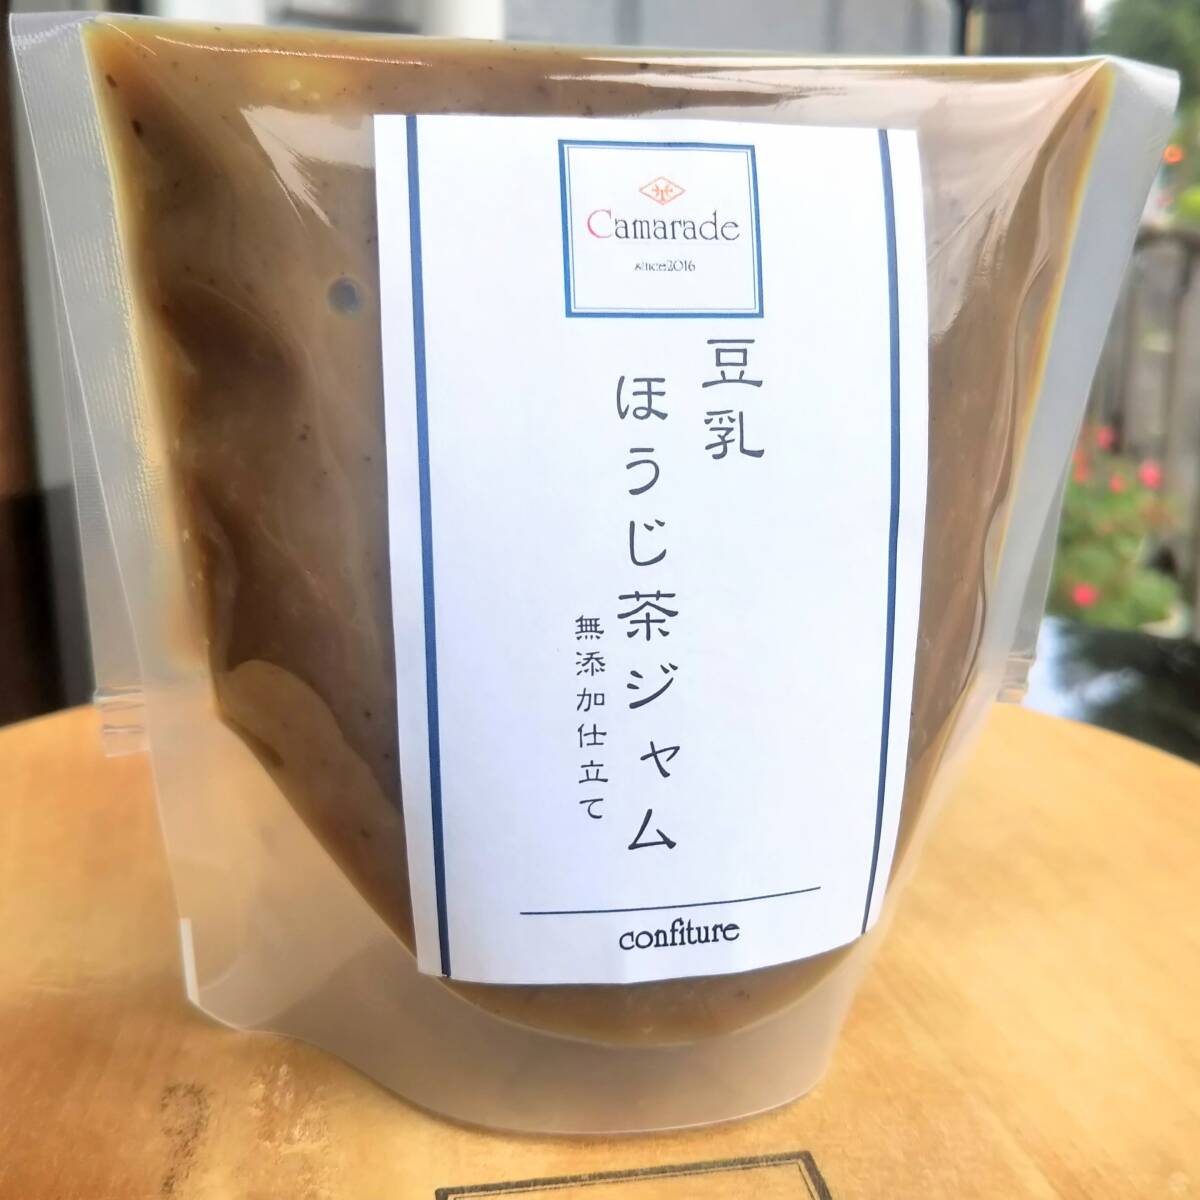 Camarade
since2016
豆乳
ほうじ茶ジャム
無添加仕立て
confiture